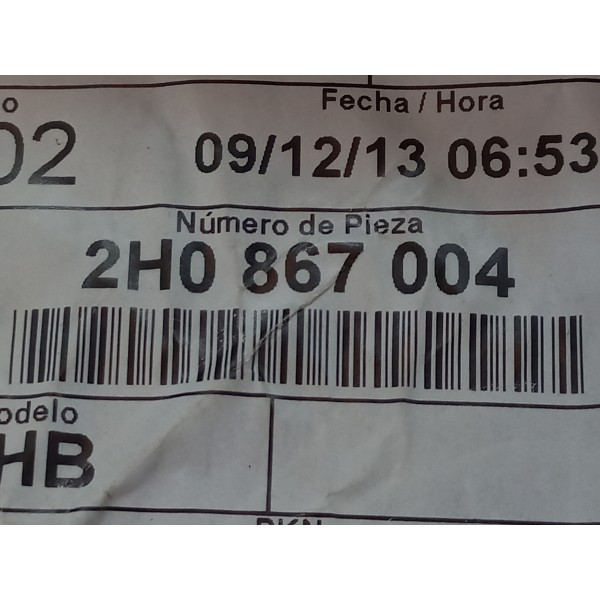 o
02
Fecha / Hora
09/12/13 06:53
Número de Pieza
2H0 867 004
odelo
HB